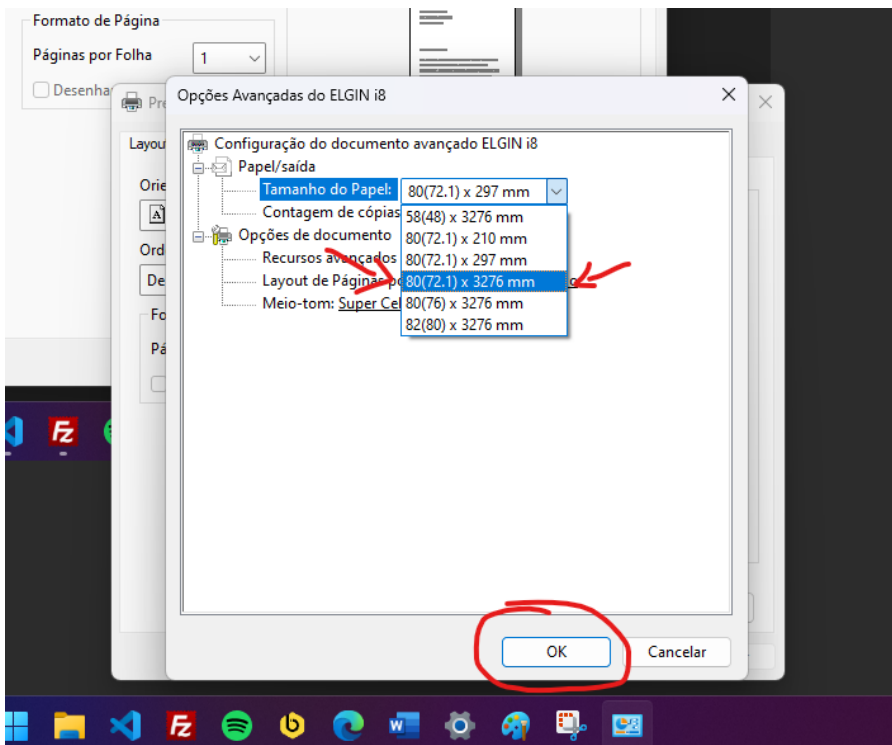 Formato de Página
Páginas por Folha 1
Desenha
Pre
Opções Avançadas do ELGIN i8
Layou
Configuração do documento avançado ELGIN i8
Papel/saída
Orie
Tamanho do Papel: 80(72.1) x 297 mm
A
Contagem de cópias
58(48) x 3276 mm
Ord
Opções de documento
80(72.1) x 210 mm
Recursos avançados
80(72.1) x 297 mm
De
Layout de Páginas po
80(72.1) x 3276 mm
Fo
Meio-tom: Super Cel
80(76) x 3276 mm
82(80) x 3276 mm
Pá
Fz
OK
Cancelar
Fz
b
W